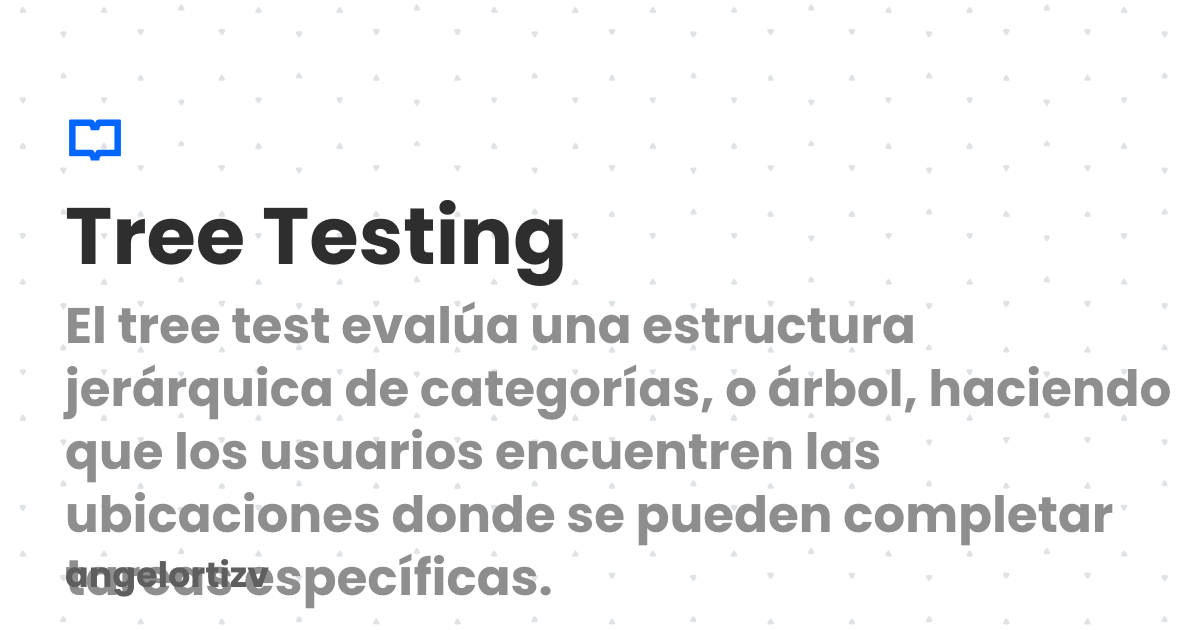 Tree Testing
El tree test evalúa una estructura
jerárquica de categorías, o árbol, haciendo
que los usuarios encuentren las
ubicaciones donde se pueden completar
tareas específicas.
angelortizv